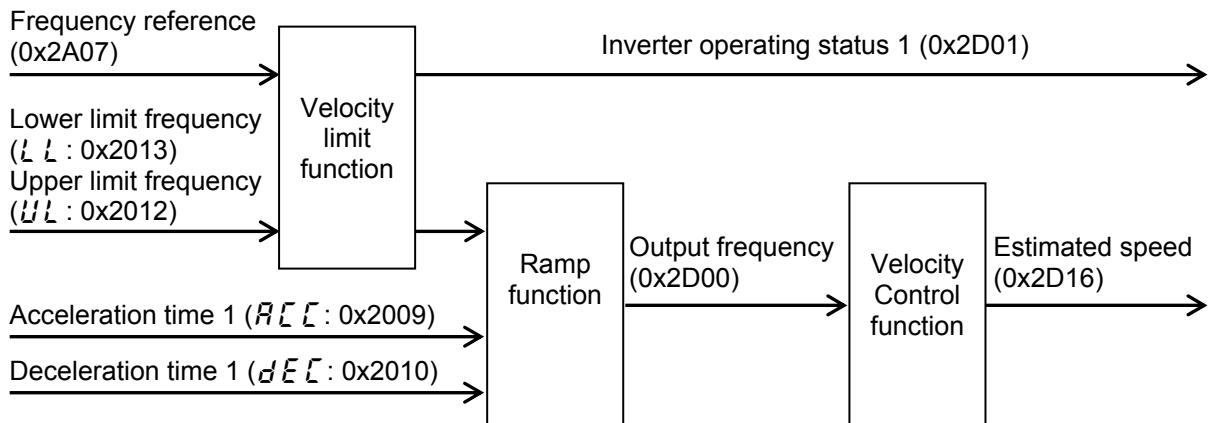 Frequency reference
(0x2A07)
Inverter operating status 1 (0x2D01)
Velocity
limit
function
Lower limit frequency
(LL : 0x2013)
Upper limit frequency
(UL : 0x2012)
Ramp
function
Output frequency
(0x2D00)
Velocity
Control
function
Estimated speed
(0x2D16)
Acceleration time 1 (ACC : 0x2009)
Deceleration time 1 (dEC : 0x2010)